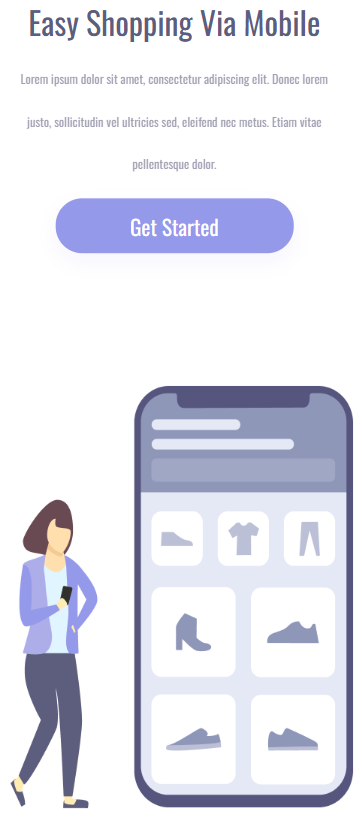 Easy Shopping Via Mobile
Lorem ipsum dolor sit amet, consectetur adipiscing elit. Donec lorem
justo, sollicitudin vel ultricies sed, eleifend nec metus. Etiam vitae
pellentesque dolor.
Get Started